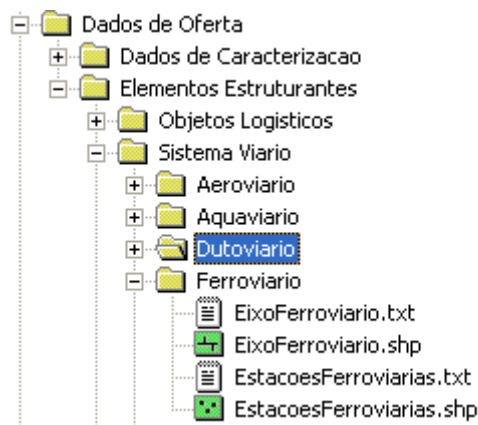 Dados de Oferta
Dados de Caracterizacao
Elementos Estruturantes
Objetos Logisticos
Sistema Viario
Aeroviario
Aquaviario
Dutoviario
Ferroviario
EixoFerroviario.txt
EixoFerroviario.shp
EstacoesFerroviarias.txt
EstacoesFerroviarias.shp